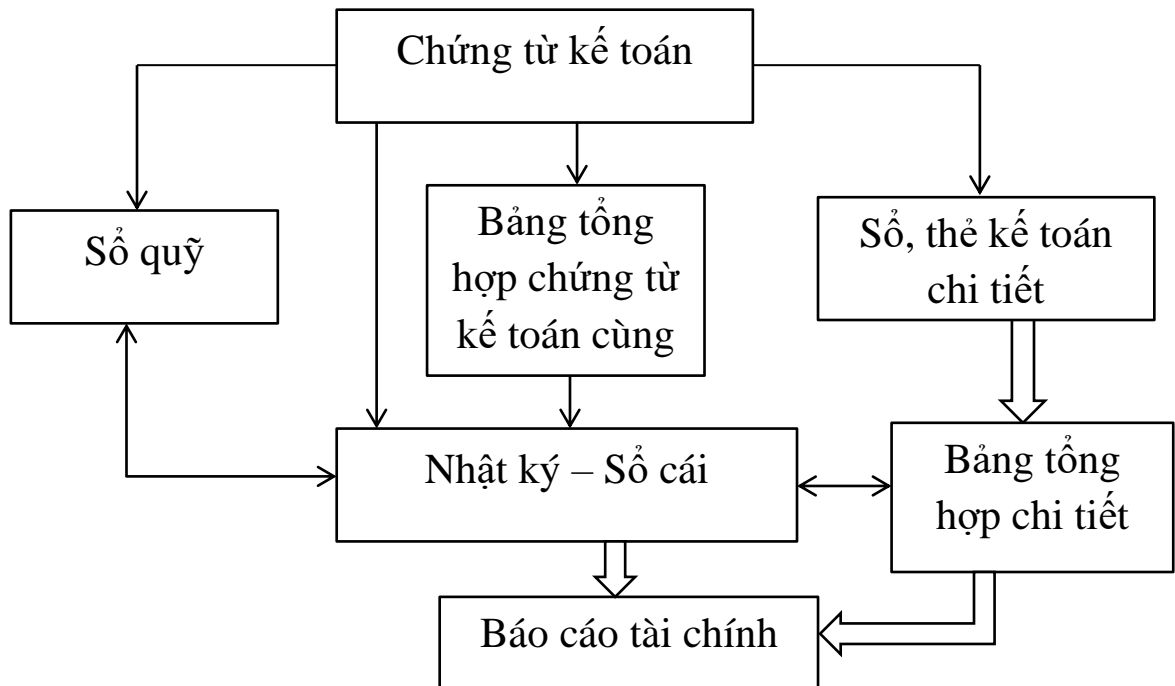 Chứng từ kế toán
Sổ quỹ
Bảng tổng
hợp chứng từ
kế toán cùng
Sổ, thẻ kế toán
chi tiết
Nhật ký – Sổ cái
Bảng tổng
hợp chi tiết
Báo cáo tài chính